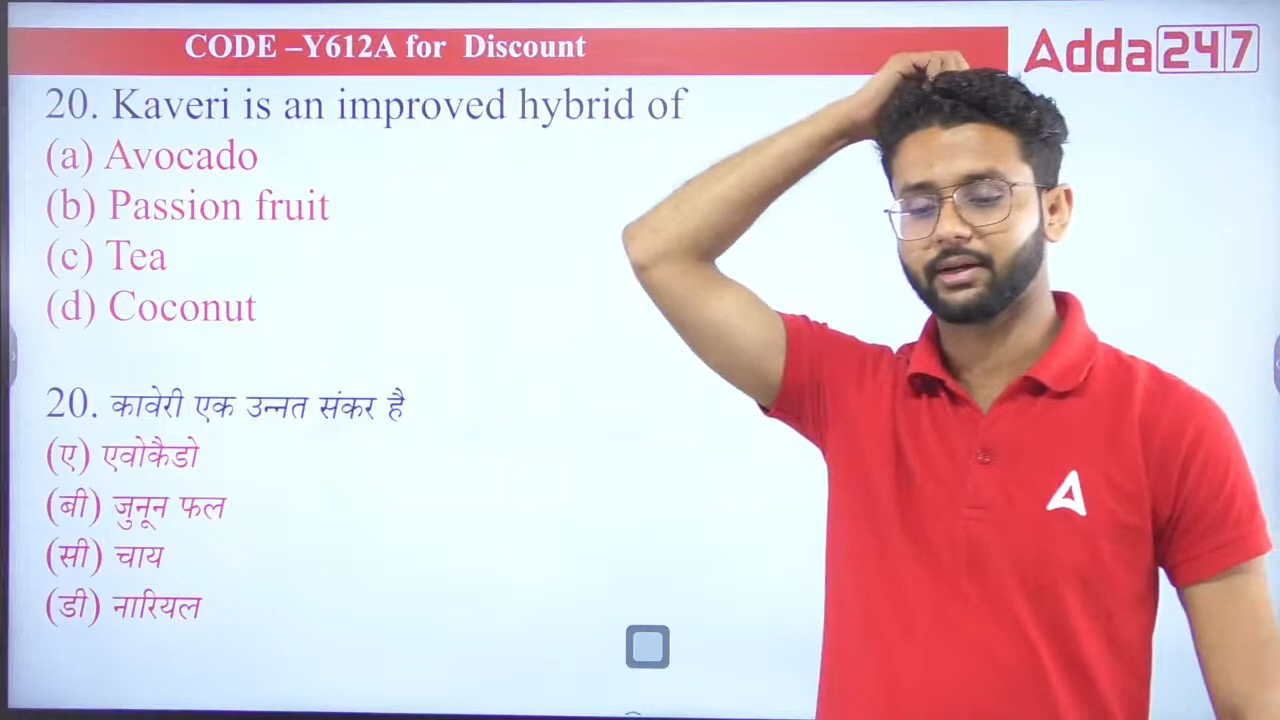 CODE –Y612A for Discount
Adda247
20. Kaveri is an improved hybrid of
(a) Avocado
(b) Passion fruit
(c) Tea
(d) Coconut
20. कावेरी एक उन्नत संकर है
(ए) एवोकैडो
(बी) जुनून फल
(सी) चाय
(डी) नारियल